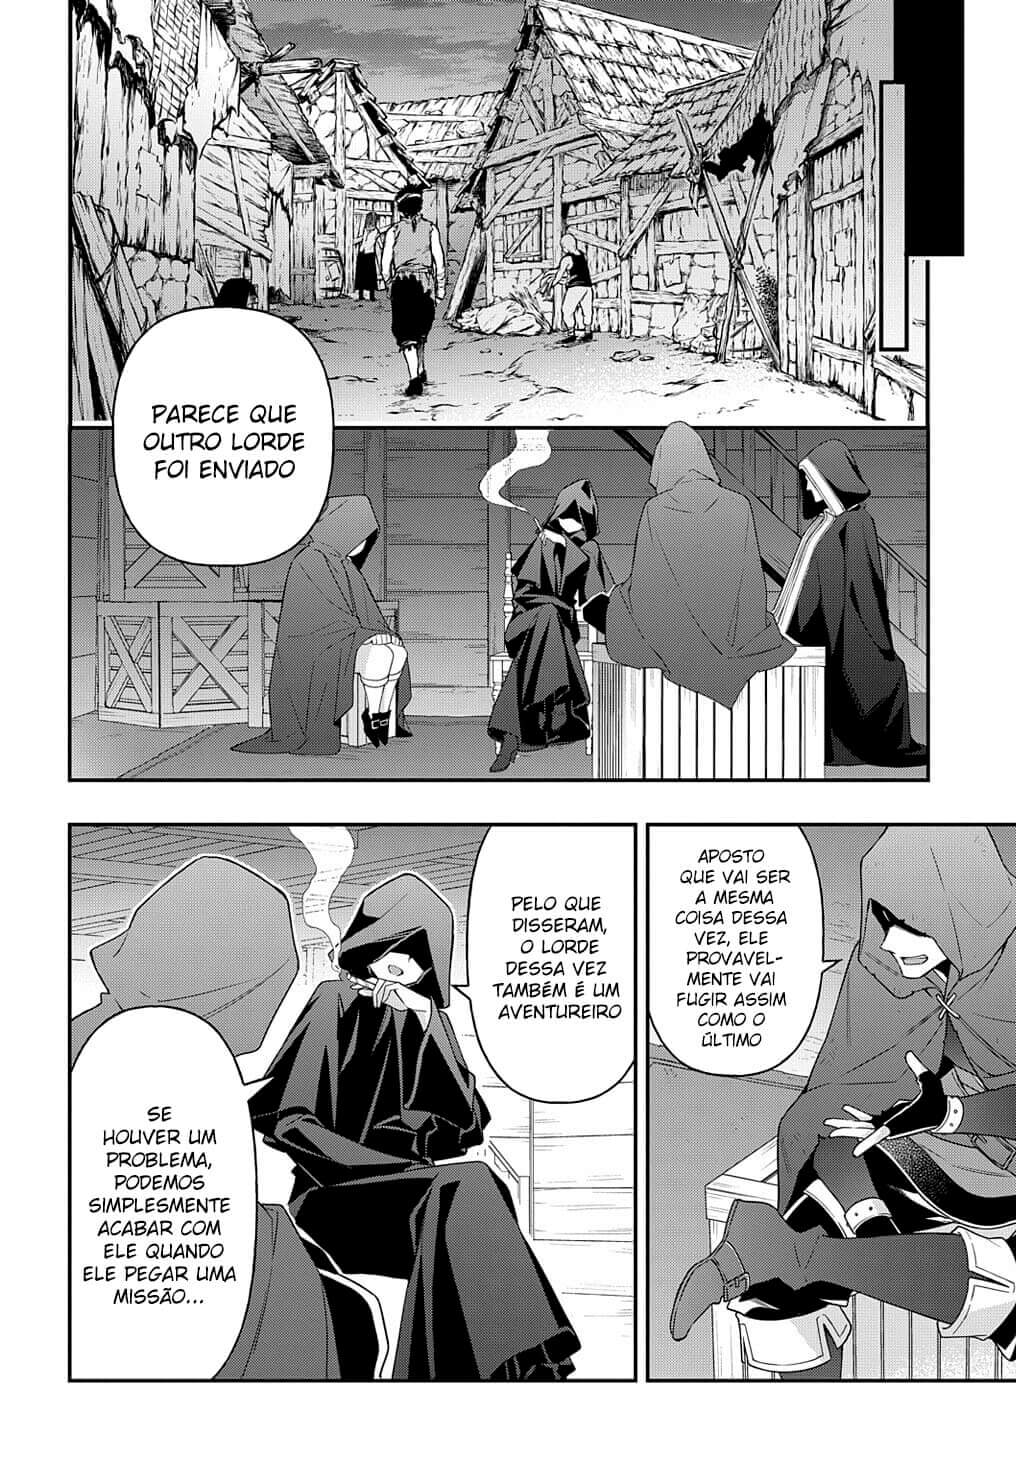 PARECE QUE
OUTRO LORDE
FOI ENVIADO
APOSTO
QUE VAI SER
A MESMA
COISA DESSA
VEZ, ELE
PROVAVEL-
MENTE VAI
FUGIR ASSIM
COMO O
ÚLTIMO
PELO QUE
DISSERAM,
O LORDE
DESSA VEZ
TAMBÉM É UM
AVENTUREIRO
SE
HOUVER UM
PROBLEMA,
PODEMOS
SIMPLESMENTE
ACABAR COM
ELE QUANDO
ELE PEGAR UMA
MISSÃO...